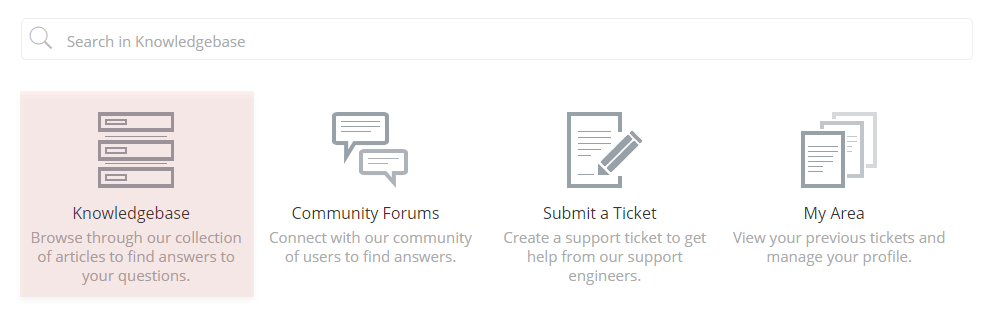 Search in Knowledgebase
Knowledgebase
Browse through our collection
of articles to find answers to
your questions.
Community Forums
Connect with our community
of users to find answers.
Submit a Ticket
Create a support ticket to get
help from our support
engineers.
My Area
View your previous tickets and
manage your profile.